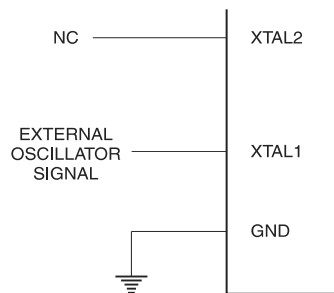 NC
XTAL2
EXTERNAL
OSCILLATOR
SIGNAL
XTAL1
GND